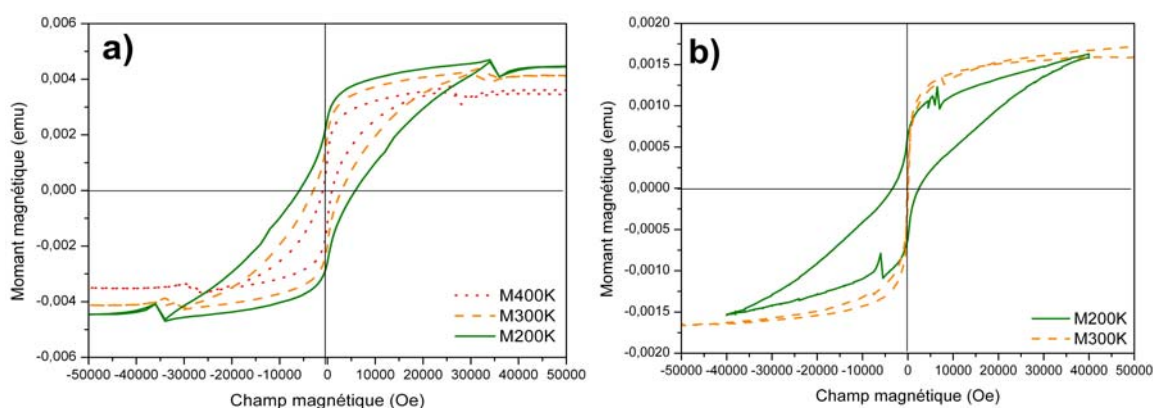 a)
0,006
0,004
0,002
0,000
-0,002
-0,004
-0,006
Momant magnétique (emu)
M400K
M300K
M200K
-50000 -40000 -30000 -20000 -10000 0 10000 20000 30000 40000 50000
Champ magnétique (Oe)
b)
0,0020
0,0015
0,0010
0,0005
0,0000
-0,0005
-0,0010
-0,0015
-0,0020
Momant magnétique (emu)
M200K
M300K
-50000 -40000 -30000 -20000 -10000 0 10000 20000 30000 40000 50000
Champ magnétique (Oe)